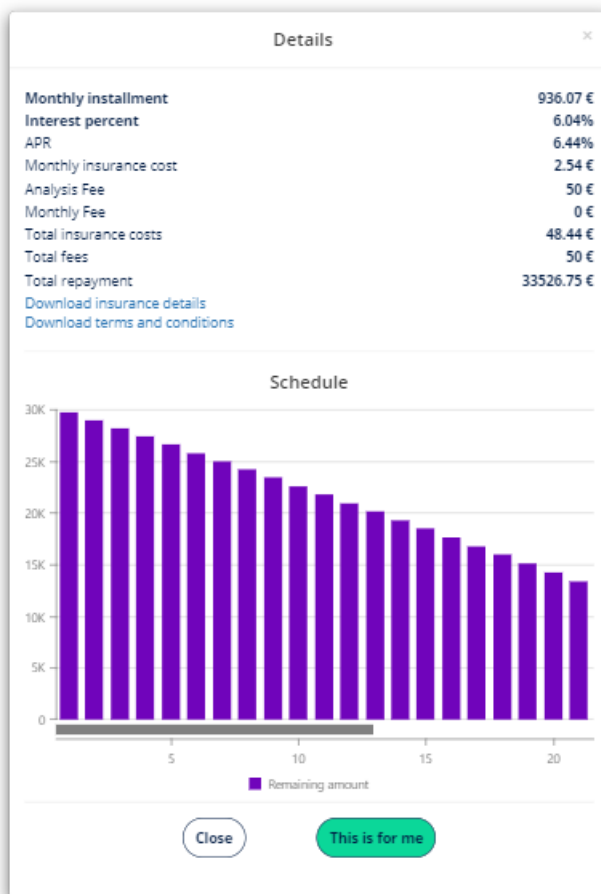 Details
×
Monthly installment 936.07 €
Interest percent 6.04%
APR 6.44%
Monthly insurance cost 2.54 €
Analysis Fee 50 €
Monthly Fee 0 €
Total insurance costs 48.44 €
Total fees 50 €
Total repayment 33526.75 €
Download insurance details
Download terms and conditions
Schedule
30K
25K
20K
15K
10K
5K
0
5 10 15 20
Remaining amount
Close This is for me